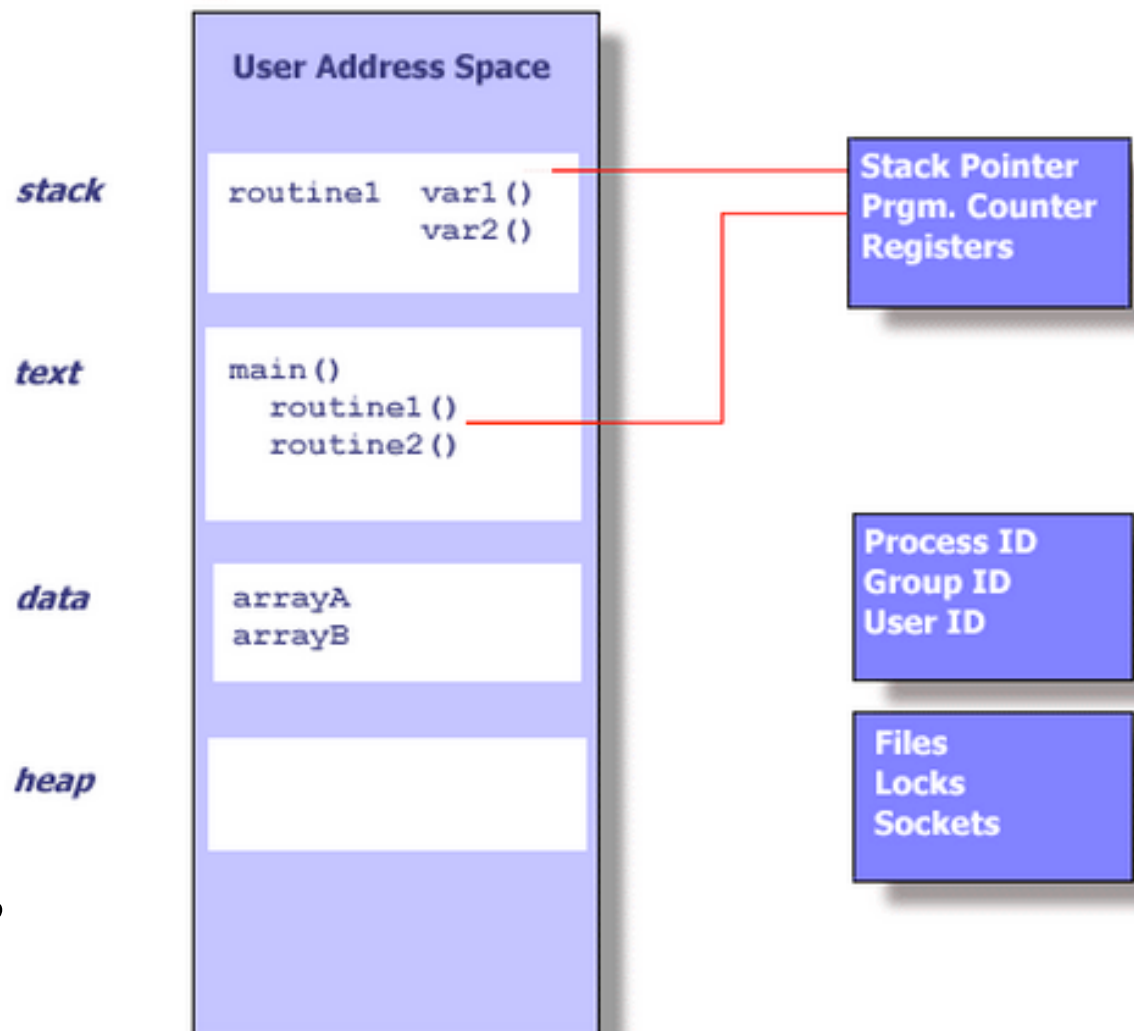 User Address Space
stack
routine1 var1()
var2()
text
main()
routine1()
routine2()
data
arrayA
arrayB
heap
Stack Pointer
Prgm. Counter
Registers
Process ID
Group ID
User ID
Files
Locks
Sockets